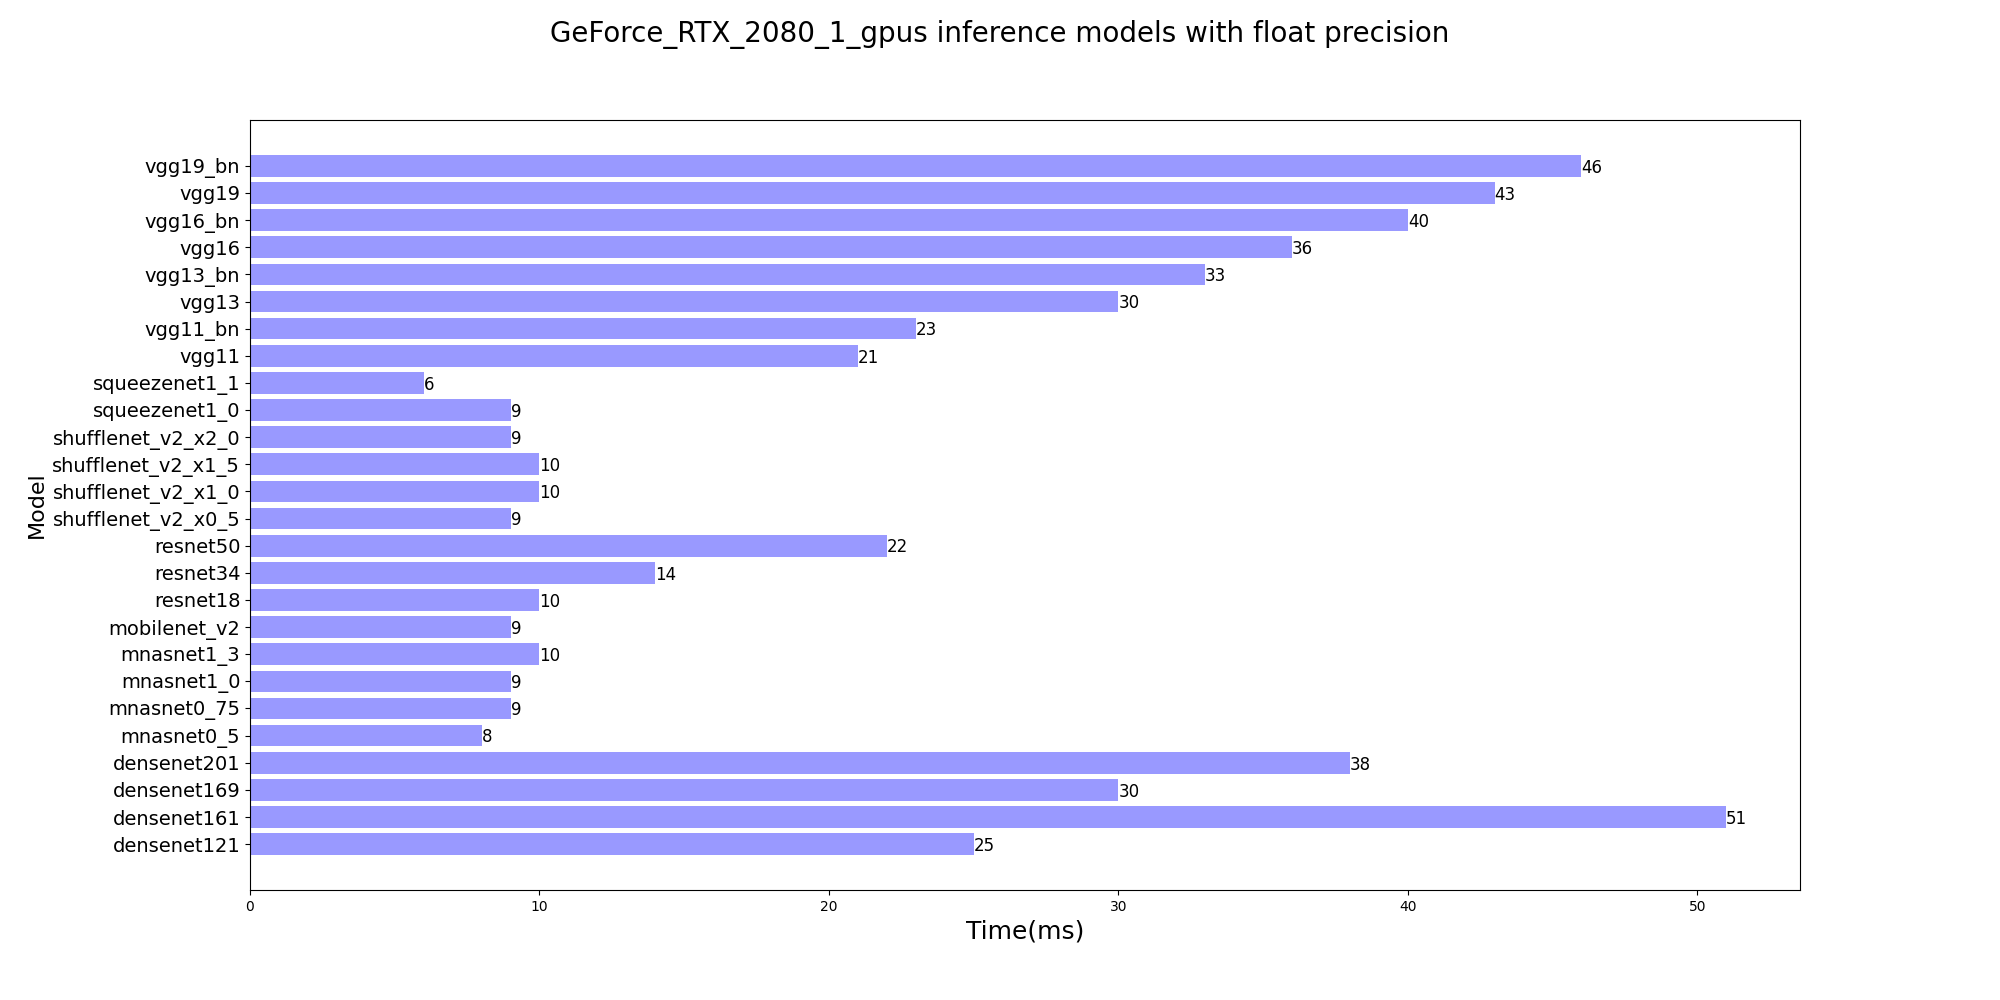 GeForce_RTX_2080_1_gpus inference models with float precision
Model
vgg19_bn 46
vgg19 43
vgg16_bn 40
vgg16 36
vgg13_bn 33
vgg13 30
vgg11_bn 23
vgg11 21
squeezenet1_1 6
squeezenet1_0 9
shufflenet_v2_x2_0 9
shufflenet_v2_x1_5 10
shufflenet_v2_x1_0 10
shufflenet_v2_x0_5 9
resnet50 22
resnet34 14
resnet18 10
mobilenet_v2 9
mnasnet1_3 10
mnasnet1_0 9
mnasnet0_75 9
mnasnet0_5 8
densenet201 38
densenet169 30
densenet161 51
densenet121 25
0 10 20 30 40 50
Time(ms)